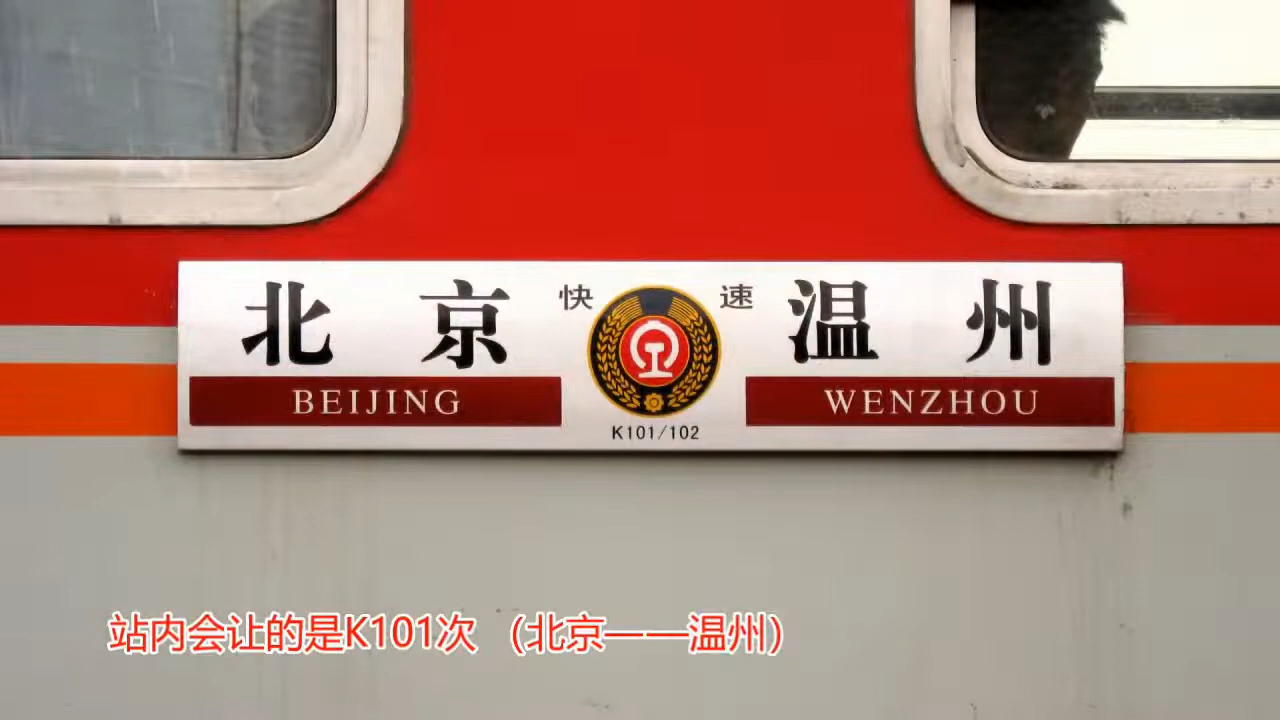 北京 快速 温州
BEIJING WENZHOU
K101/102
站内会让的是K101次 （北京——温州）